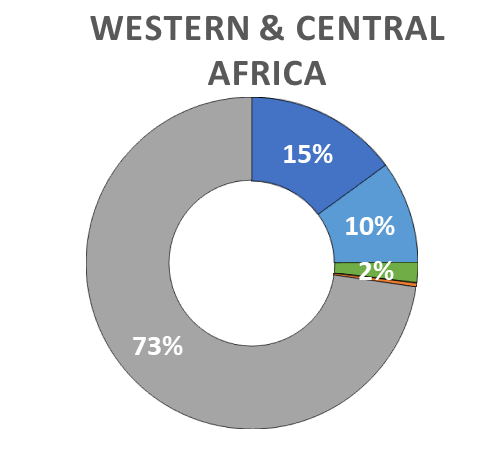 WESTERN & CENTRAL
AFRICA
15%
10%
2%
73%